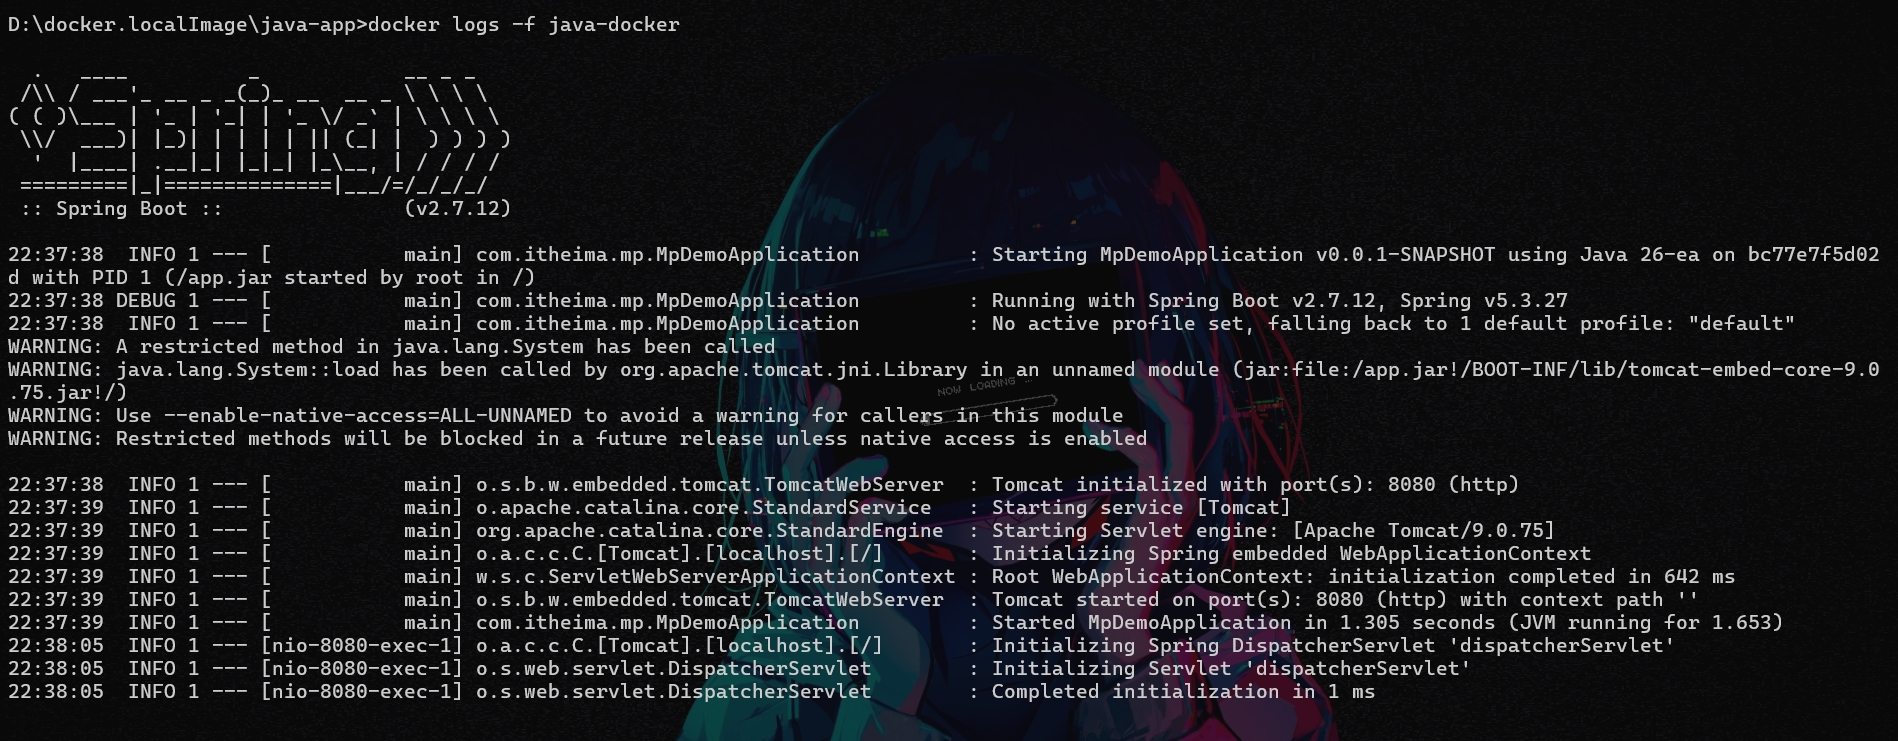 D:\docker.localImage\java-app>docker logs -f java-docker
  .   ____          _            __ _ _
 /\\ / ___'_ __ _ _(_)_ __  __ _ \ \ \ \
( ( )\___ | '_ | '_| | '_ \/ _` | \ \ \ \
 \\/  ___)| |_)| | | | | || (_| |  ) ) ) )
  '  |____| .__|_| |_|_| |_\__, | / / / /
 =========|_|==============|___/=/_/_/_/
 :: Spring Boot ::               (v2.7.12)
22:37:38  INFO 1 --- [           main] com.itheima.mp.MpDemoApplication         : Starting MpDemoApplication v0.0.1-SNAPSHOT using Java 26-ea on bc77e7f5d02
d with PID 1 (/app.jar started by root in /)
22:37:38 DEBUG 1 --- [           main] com.itheima.mp.MpDemoApplication         : Running with Spring Boot v2.7.12, Spring v5.3.27
22:37:38  INFO 1 --- [           main] com.itheima.mp.MpDemoApplication         : No active profile set, falling back to 1 default profile: "default"
WARNING: A restricted method in java.lang.System has been called
WARNING: java.lang.System::load has been called by org.apache.tomcat.jni.Library in an unnamed module (jar:file:/app.jar!/BOOT-INF/lib/tomcat-embed-core-9.0
.75.jar!/)
NOW LOADING ...
WARNING: Use --enable-native-access=ALL-UNNAMED to avoid a warning for callers in this module
WARNING: Restricted methods will be blocked in a future release unless native access is enabled
22:37:38  INFO 1 --- [           main] o.s.b.w.embedded.tomcat.TomcatWebServer  : Tomcat initialized with port(s): 8080 (http)
22:37:39  INFO 1 --- [           main] o.apache.catalina.core.StandardService   : Starting service [Tomcat]
22:37:39  INFO 1 --- [           main] org.apache.catalina.core.StandardEngine  : Starting Servlet engine: [Apache Tomcat/9.0.75]
22:37:39  INFO 1 --- [           main] o.a.c.c.C.[Tomcat].[localhost].[/]       : Initializing Spring embedded WebApplicationContext
22:37:39  INFO 1 --- [           main] w.s.c.ServletWebServerApplicationContext : Root WebApplicationContext: initialization completed in 642 ms
22:37:39  INFO 1 --- [           main] o.s.b.w.embedded.tomcat.TomcatWebServer  : Tomcat started on port(s): 8080 (http) with context path ''
22:37:39  INFO 1 --- [           main] com.itheima.mp.MpDemoApplication         : Started MpDemoApplication in 1.305 seconds (JVM running for 1.653)
22:38:05  INFO 1 --- [nio-8080-exec-1] o.a.c.c.C.[Tomcat].[localhost].[/]       : Initializing Spring DispatcherServlet 'dispatcherServlet'
22:38:05  INFO 1 --- [nio-8080-exec-1] o.s.web.servlet.DispatcherServlet        : Initializing Servlet 'dispatcherServlet'
22:38:05  INFO 1 --- [nio-8080-exec-1] o.s.web.servlet.DispatcherServlet        : Completed initialization in 1 ms